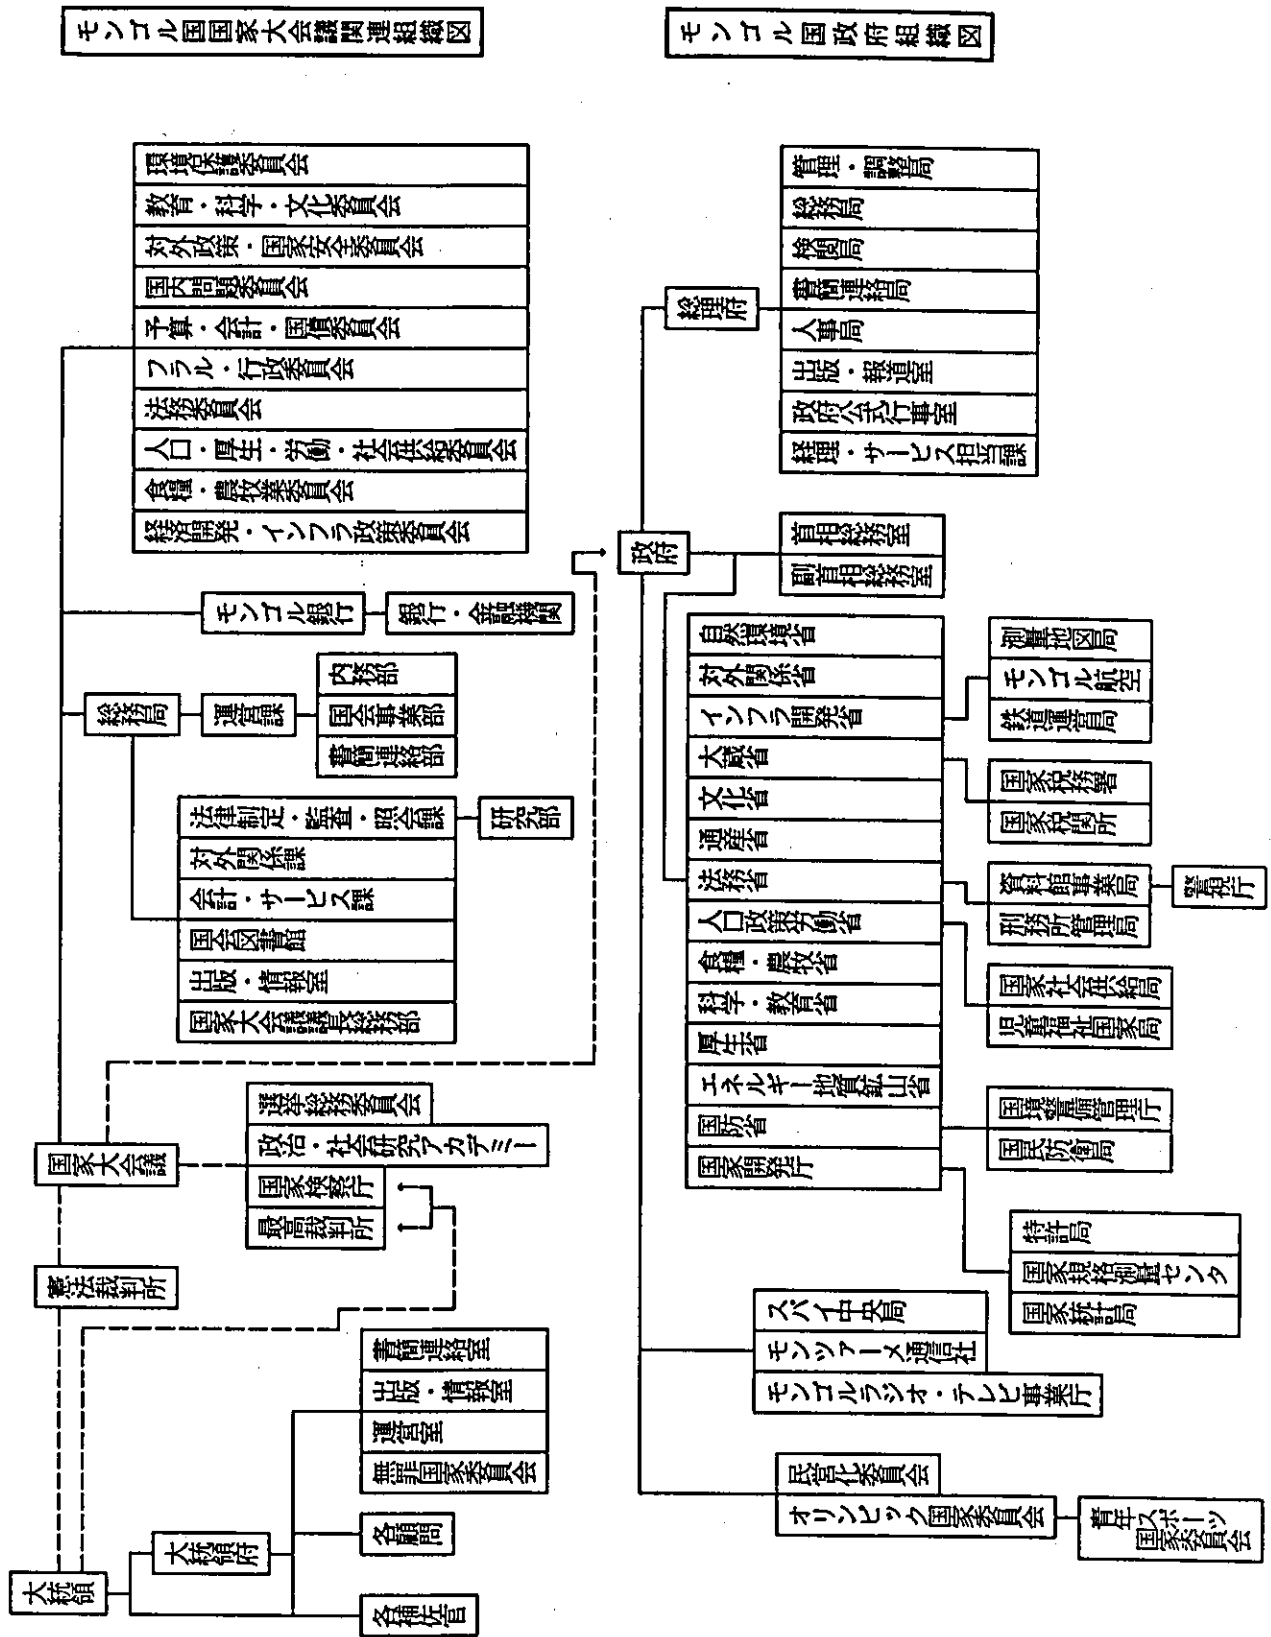 モンゴル国国家大会議関連組織図
大統領
大統領府
各補佐官
各顧問
無罪国家委員会
運営室
出版・情報室
書簡連絡室
憲法裁判所
国家大会議
最高裁判所
国家検察庁
政治・社会研究アカデミー
選挙総務委員会
総務局
国家大会議議長総務部
出版・情報室
国会図書館
会計・サービス課
対外関係課
法律制定・監査・照会課
研究部
運営課
書簡連絡部
国会事業部
内務部
モンゴル銀行
銀行・金融機関
経済開発・インフラ政策委員会
食糧・農牧業委員会
人口・厚生・労働・社会供給委員会
法務委員会
フラル・行政委員会
予算・会計・国債委員会
国内問題委員会
対外政策・国家安全委員会
教育・科学・文化委員会
環境保護委員会
モンゴル国政府組織図
政府
オリンピック国家委員会
民営化委員会
青年スポーツ
国家委員会
モンゴルラジオ・テレビ事業庁
モンツァーメ通信社
スパイ中央局
国家開発庁
国防省
エネルギー地質鉱山省
厚生省
科学・教育省
食糧・農牧省
人口政策労働省
法務省
通産省
文化省
大蔵省
インフラ開発省
対外関係省
自然環境省
国家統計局
国家規格測量センタ
特許局
国民防衛局
国境警備管理庁
児童福祉国家局
国家社会供給局
刑務所管理局
資料館事業局
警視庁
国家税関所
国家税務署
鉄道運営局
モンゴル航空
測量地図局
副首相総務室
首相総務室
総理府
経理・サービス担当課
政府公式行事室
出版・報道室
人事局
書簡連絡局
検閲局
総務局
管理・調整局